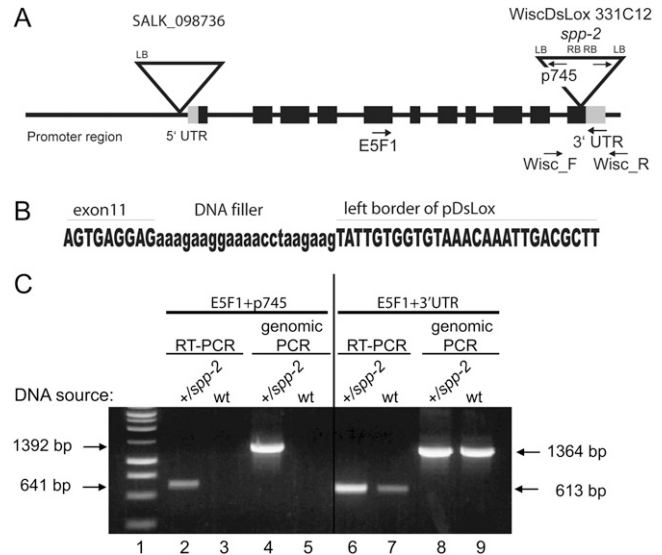 A
SALK_098736
WiscDsLox 331C12
spp-2
LB
LB RB RB LB
p745
Promoter region
5' UTR
E5F1
3' UTR
Wisc_F
Wisc_R
B
exon11 DNA filler left border of pDsLox
AGTGAGGAGaaagaaggaaaacctaagaagTATTGTGGTGTAAACAAATTGACGCTT
C
E5F1+p745 E5F1+3'UTR
RT-PCR genomic PCR RT-PCR genomic PCR
DNA source: +/spp-2 wt +/spp-2 wt +/spp-2 wt +/spp-2 wt
1392 bp
1364 bp
641 bp
613 bp
1 2 3 4 5 6 7 8 9